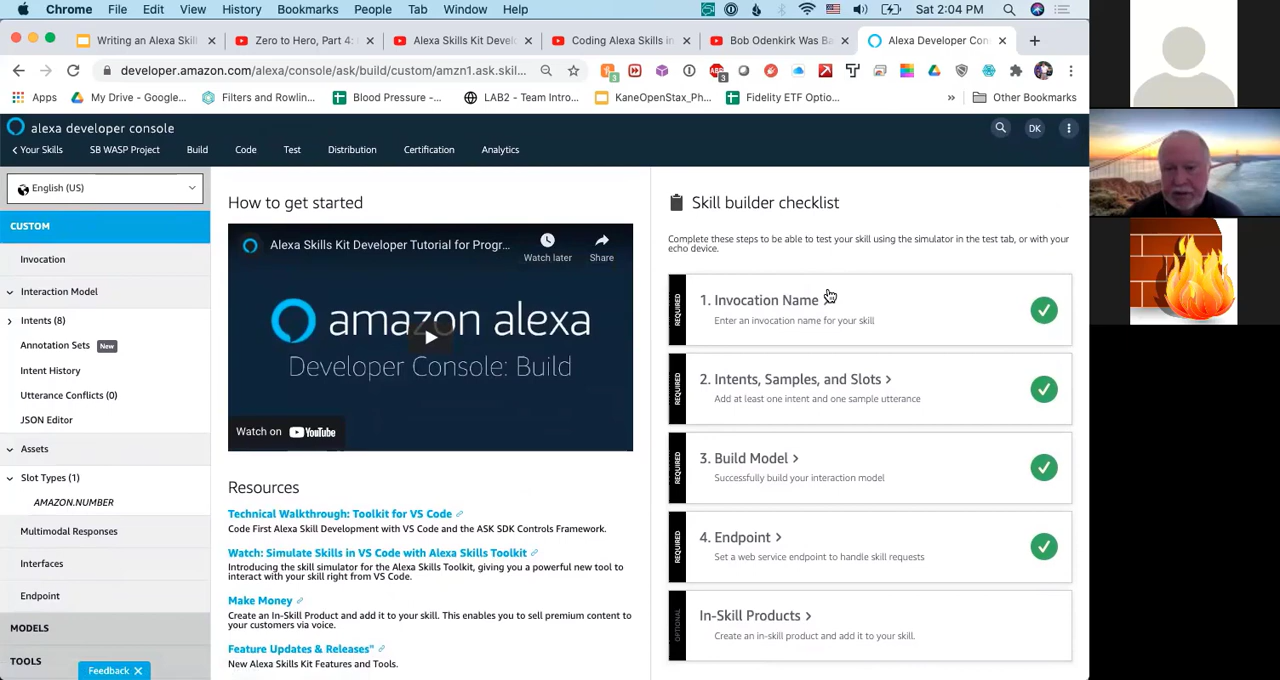 Chrome File Edit View History Bookmarks People Tab Window Help Sat 2:04 PM
Writing an Alexa Skill
Zero to Hero, Part 4:
Alexa Skills Kit Devel
Coding Alexa Skills in
Bob Odenkirk Was Ba
Alexa Developer Con
developer.amazon.com/alexa/console/ask/build/custom/amzn1.ask.skil...
Apps My Drive - Google... Filters and Rowlin... Blood Pressure -... LAB2 - Team Intro... KaneOpenStax_Ph... Fidelity ETF Optio... » Other Bookmarks
alexa developer console
DK
Your Skills SB WASP Project Build Code Test Distribution Certification Analytics
English (US)
CUSTOM
Invocation
Interaction Model
Intents (8)
Annotation Sets New
Intent History
Utterance Conflicts (0)
JSON Editor
Assets
Slot Types (1)
AMAZON.NUMBER
Multimodal Responses
Interfaces
Endpoint
MODELS
TOOLS
Feedback
How to get started
Alexa Skills Kit Developer Tutorial for Progr...
Watch later
Share
amazon alexa
Developer Console: Build
Watch on YouTube
Resources
Technical Walkthrough: Toolkit for VS Code
Code First Alexa Skill Development with VS Code and the ASK SDK Controls Framework.
Watch: Simulate Skills in VS Code with Alexa Skills Toolkit
Introducing the skill simulator for the Alexa Skills Toolkit, giving you a powerful new tool to
interact with your skill right from VS Code.
Make Money
Create an In-Skill Product and add it to your skill. This enables you to sell premium content to
your customers via voice.
Feature Updates & Releases"
New Alexa Skills Kit Features and Tools.
Skill builder checklist
Complete these steps to be able to test your skill using the simulator in the test tab, or with your
echo device.
REQUIRED
1. Invocation Name
Enter an invocation name for your skill
REQUIRED
2. Intents, Samples, and Slots >
Add at least one intent and one sample utterance
REQUIRED
3. Build Model >
Successfully build your interaction model
REQUIRED
4. Endpoint >
Set a web service endpoint to handle skill requests
OPTIONAL
In-Skill Products >
Create an in-skill product and add it to your skill.